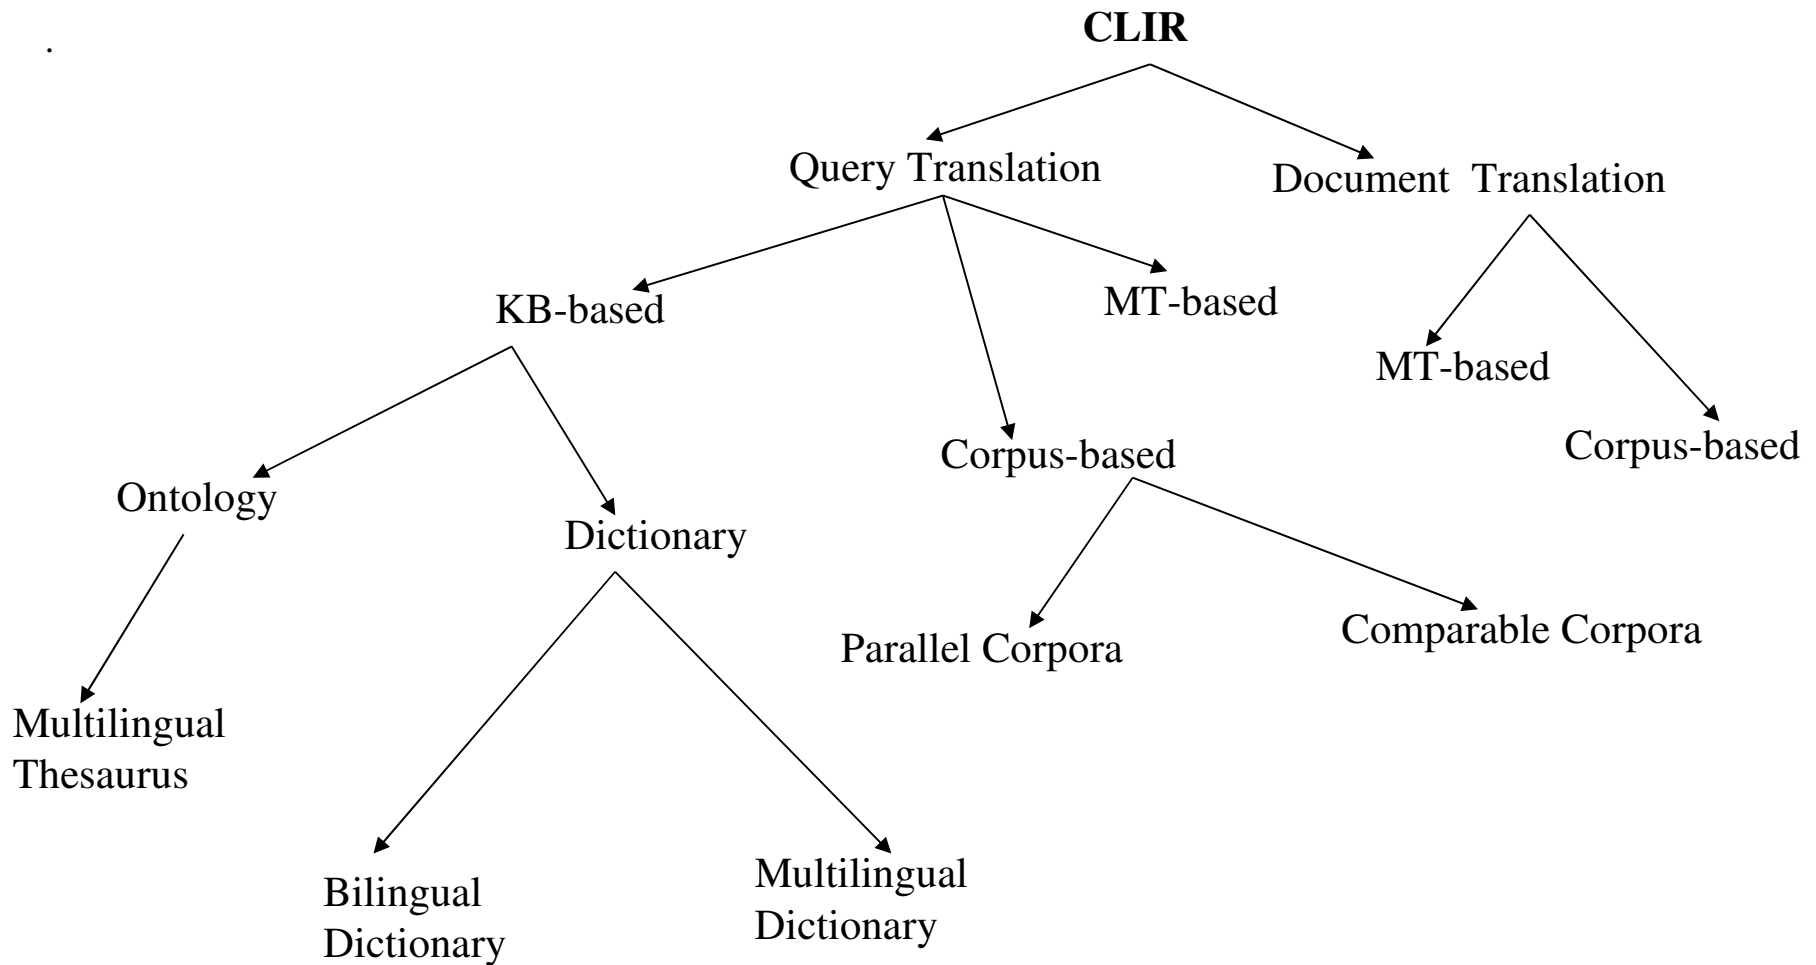 CLIR
.
Query Translation
Document Translation
KB-based
MT-based
MT-based
Corpus-based
Corpus-based
Ontology
Dictionary
Parallel Corpora
Comparable Corpora
Multilingual
Thesaurus
Bilingual
Dictionary
Multilingual
Dictionary